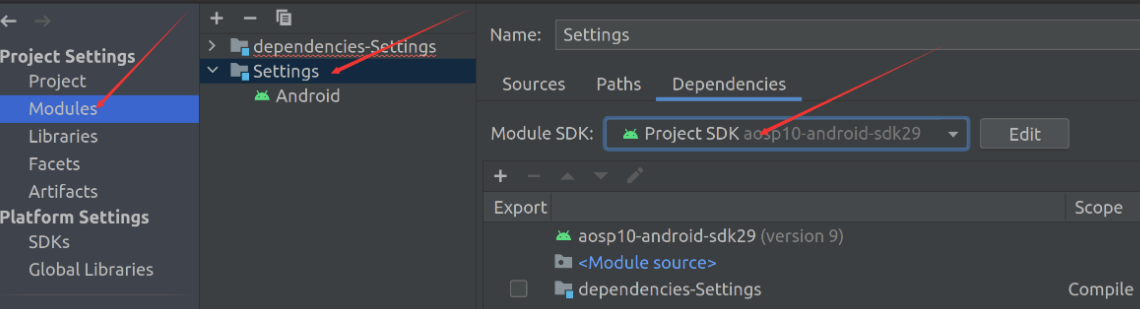 Project Settings
Project
Modules
Libraries
Facets
Artifacts
Platform Settings
SDKs
Global Libraries
dependencies-Settings
Settings
Android
Name: Settings
Sources Paths Dependencies
Module SDK: Project SDK aosp10-android-sdk29 Edit
Export Scope
aosp10-android-sdk29 (version 9)
<Module source>
dependencies-Settings Compile